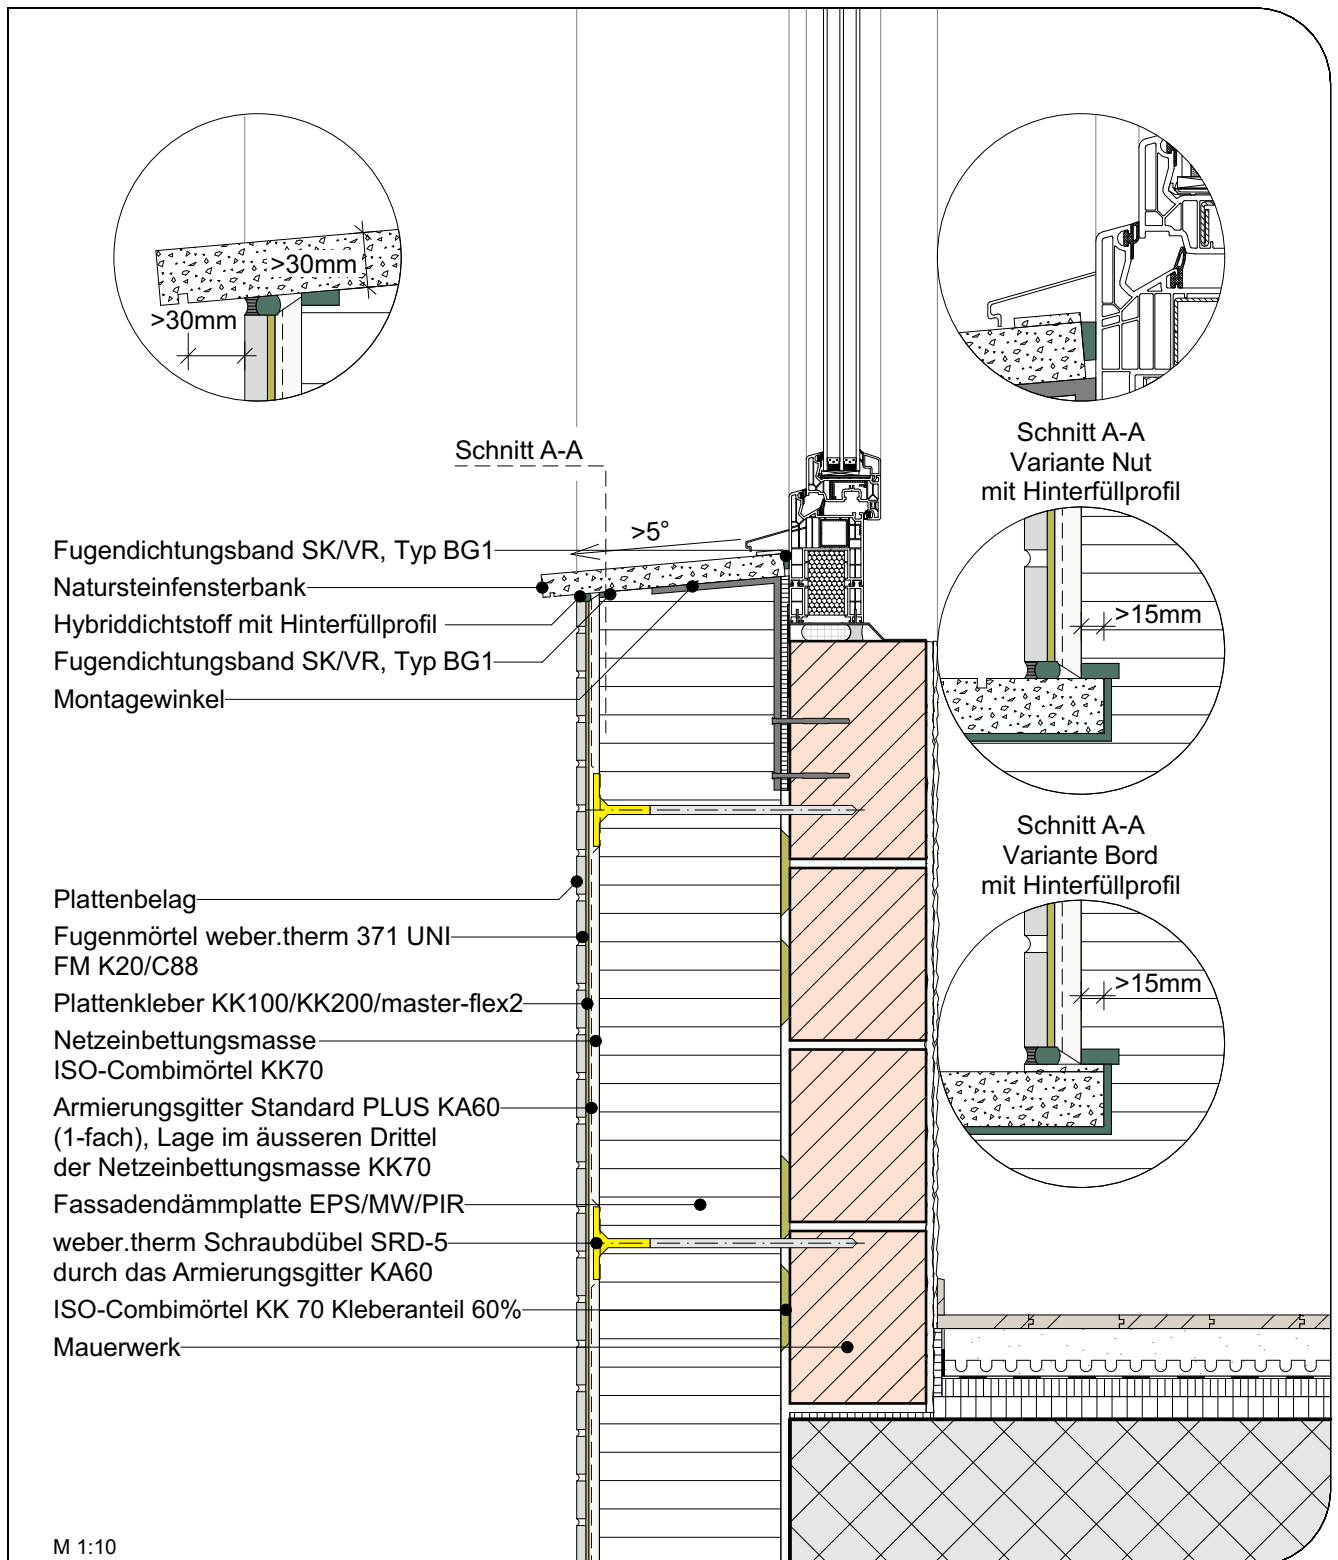 >30mm
>30mm
Schnitt A-A
Variante Nut
mit Hinterfüllprofil
Schnitt A-A
>5°
Fugendichtungsband SK/VR, Typ BG1
Natursteinfensterbank
Hybriddichtstoff mit Hinterfüllprofil
Fugendichtungsband SK/VR, Typ BG1
Montagewinkel
>15mm
Schnitt A-A
Variante Bord
mit Hinterfüllprofil
>15mm
Plattenbelag
Fugenmörtel weber.therm 371 UNI
FM K20/C88
Plattenkleber KK100/KK200/master-flex2
Netzeinbettungsmasse
ISO-Combimörtel KK70
Armierungsgitter Standard PLUS KA60
(1-fach), Lage im äusseren Drittel
der Netzeinbettungsmasse KK70
Fassadendämmplatte EPS/MW/PIR
weber.therm Schraubdübel SRD-5
durch das Armierungsgitter KA60
ISO-Combimörtel KK 70 Kleberanteil 60%
Mauerwerk
M 1:10